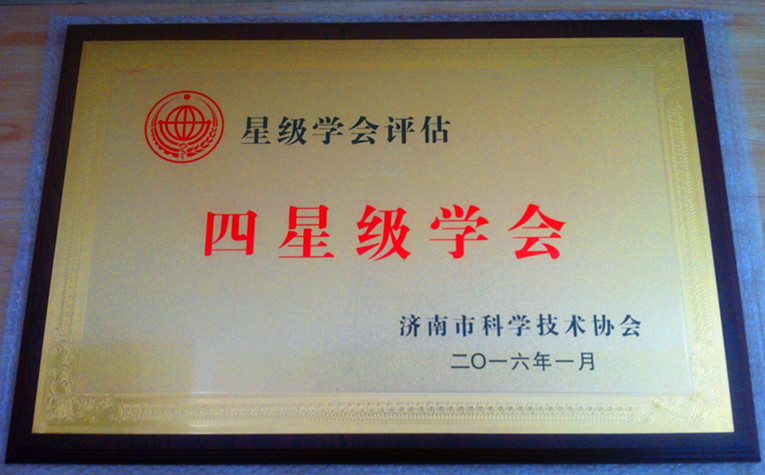 星级学会评估
四星级学会
济南市科学技术协会
二〇一六年一月